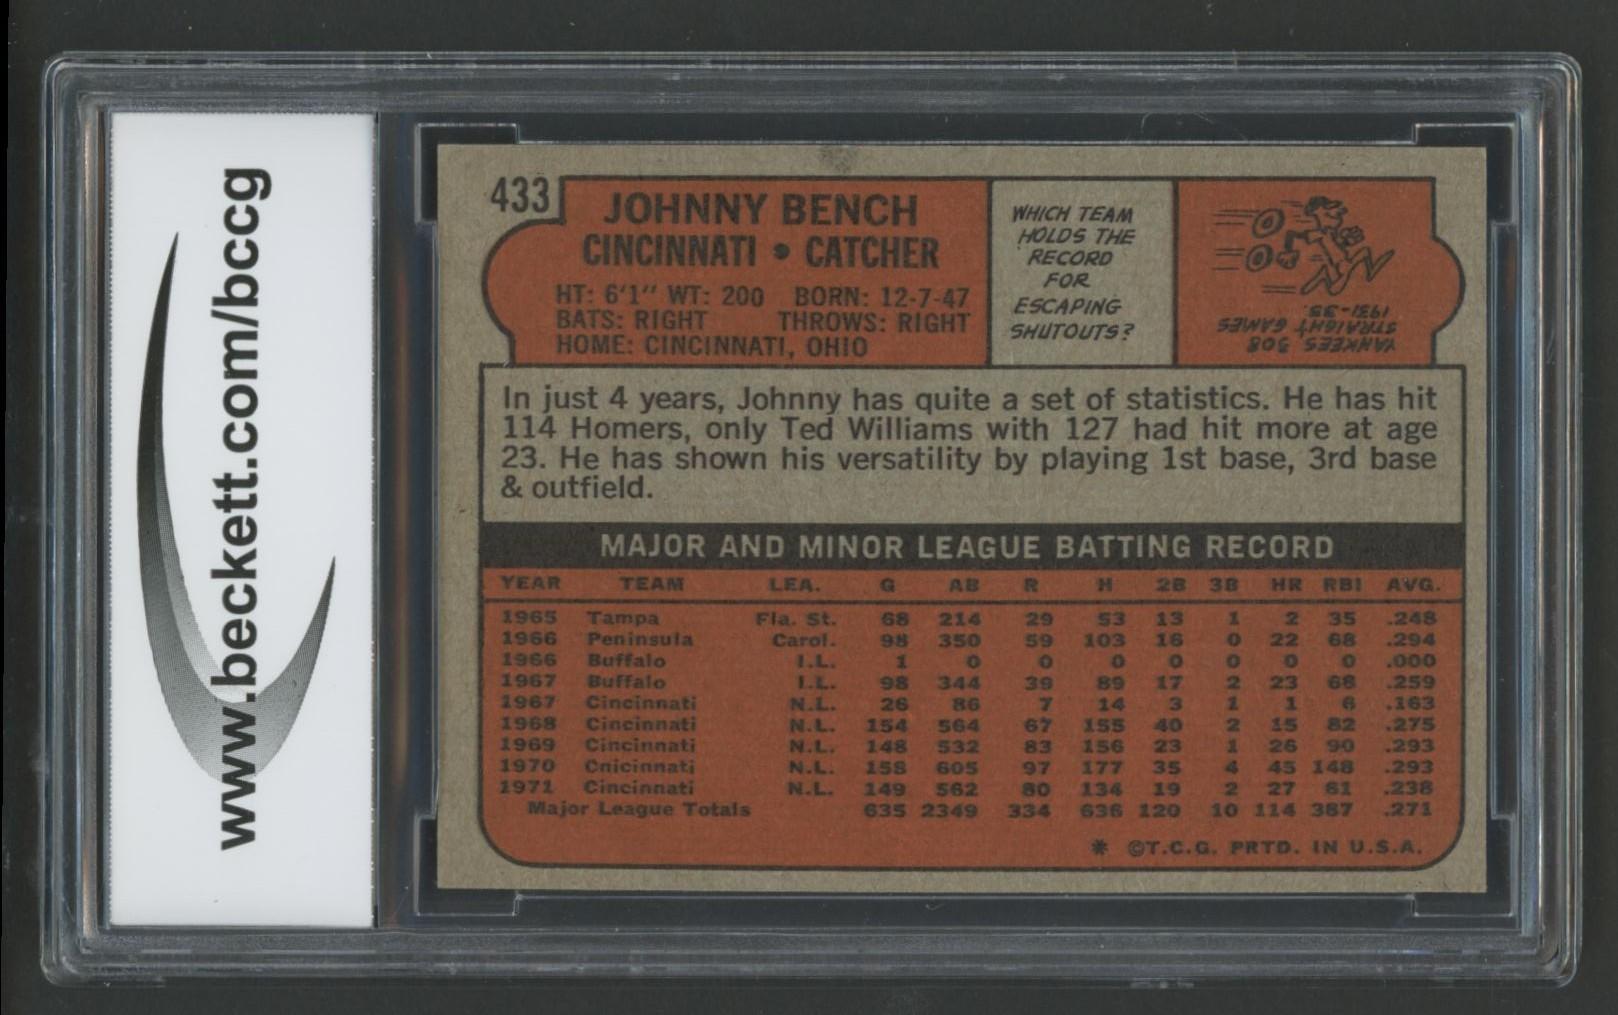 www.beckett.com/bccg
433
JOHNNY BENCH
CINCINNATI • CATCHER
HT: 6'1" WT: 200 BORN: 12-7-47
BATS: RIGHT THROWS: RIGHT
HOME: CINCINNATI, OHIO
WHICH TEAM
HOLDS THE
RECORD
FOR
ESCAPING
SHUTOUTS?
YANKEES 308
STRAIGHT GAMES
1931-33.
In just 4 years, Johnny has quite a set of statistics. He has hit
114 Homers, only Ted Williams with 127 had hit more at age
23. He has shown his versatility by playing 1st base, 3rd base
& outfield.
MAJOR AND MINOR LEAGUE BATTING RECORD
YEAR TEAM LEA. G AB R H 2B 3B HR RBI AVG.
1965 Tampa Fla. St. 68 214 29 53 13 1 2 35 .248
1966 Peninsula Carol. 98 350 59 103 16 0 22 68 .294
1966 Buffalo I.L. 1 0 0 0 0 0 0 0 .000
1967 Buffalo I.L. 98 344 39 89 17 2 23 68 .259
1967 Cincinnati N.L. 26 86 7 14 3 1 1 6 .163
1968 Cincinnati N.L. 154 564 67 155 40 2 15 82 .275
1969 Cincinnati N.L. 148 532 83 156 23 1 26 90 .293
1970 Cnicinnati N.L. 158 605 97 177 35 4 45 148 .293
1971 Cincinnati N.L. 149 562 80 134 19 2 27 61 .238
Major League Totals 635 2349 334 636 120 10 114 387 .271
* ©T.C.G. PRTD. IN U.S.A.